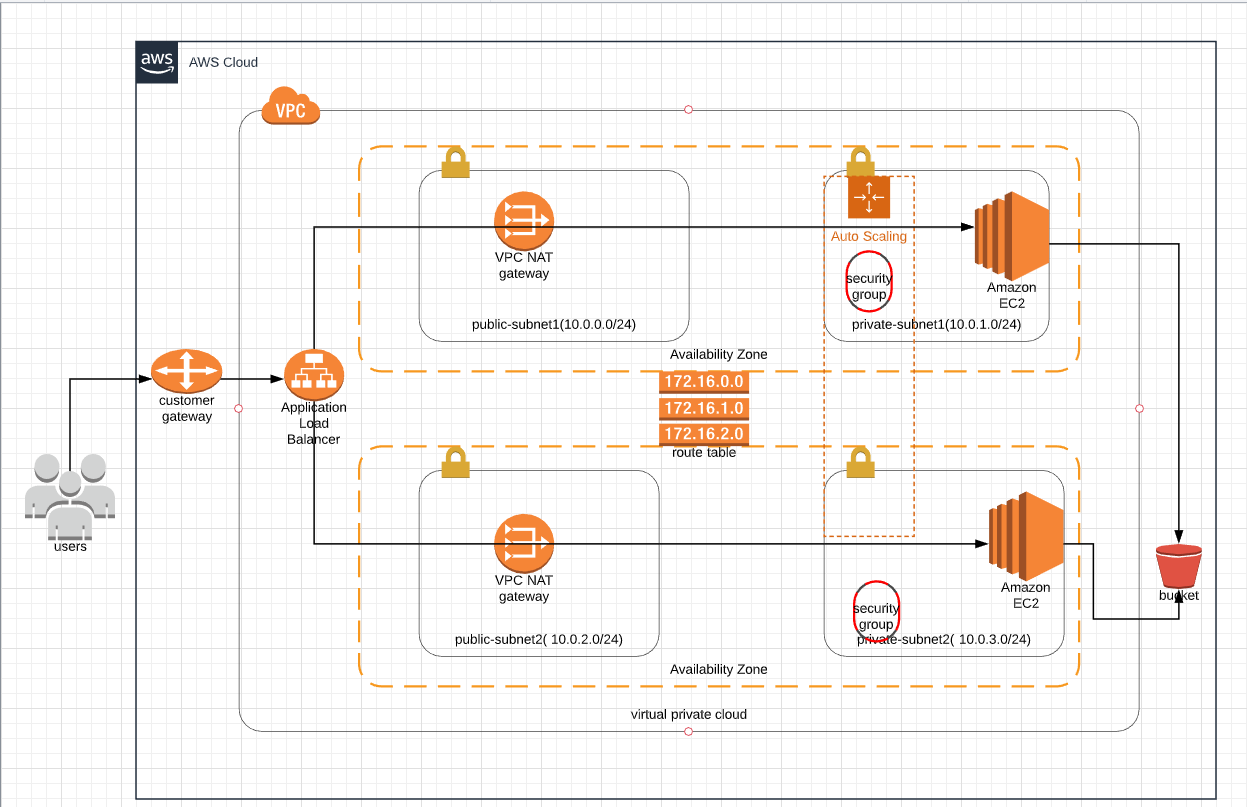 aws
AWS Cloud
VPC
VPC NAT
gateway
public-subnet1(10.0.0.0/24)
Auto Scaling
security
group
Amazon
EC2
private-subnet1(10.0.1.0/24)
Availability Zone
172.16.0.0
172.16.1.0
172.16.2.0
route table
customer
gateway
Application
Load
Balancer
users
VPC NAT
gateway
public-subnet2( 10.0.2.0/24)
security
group
Amazon
EC2
private-subnet2( 10.0.3.0/24)
Availability Zone
bucket
virtual private cloud